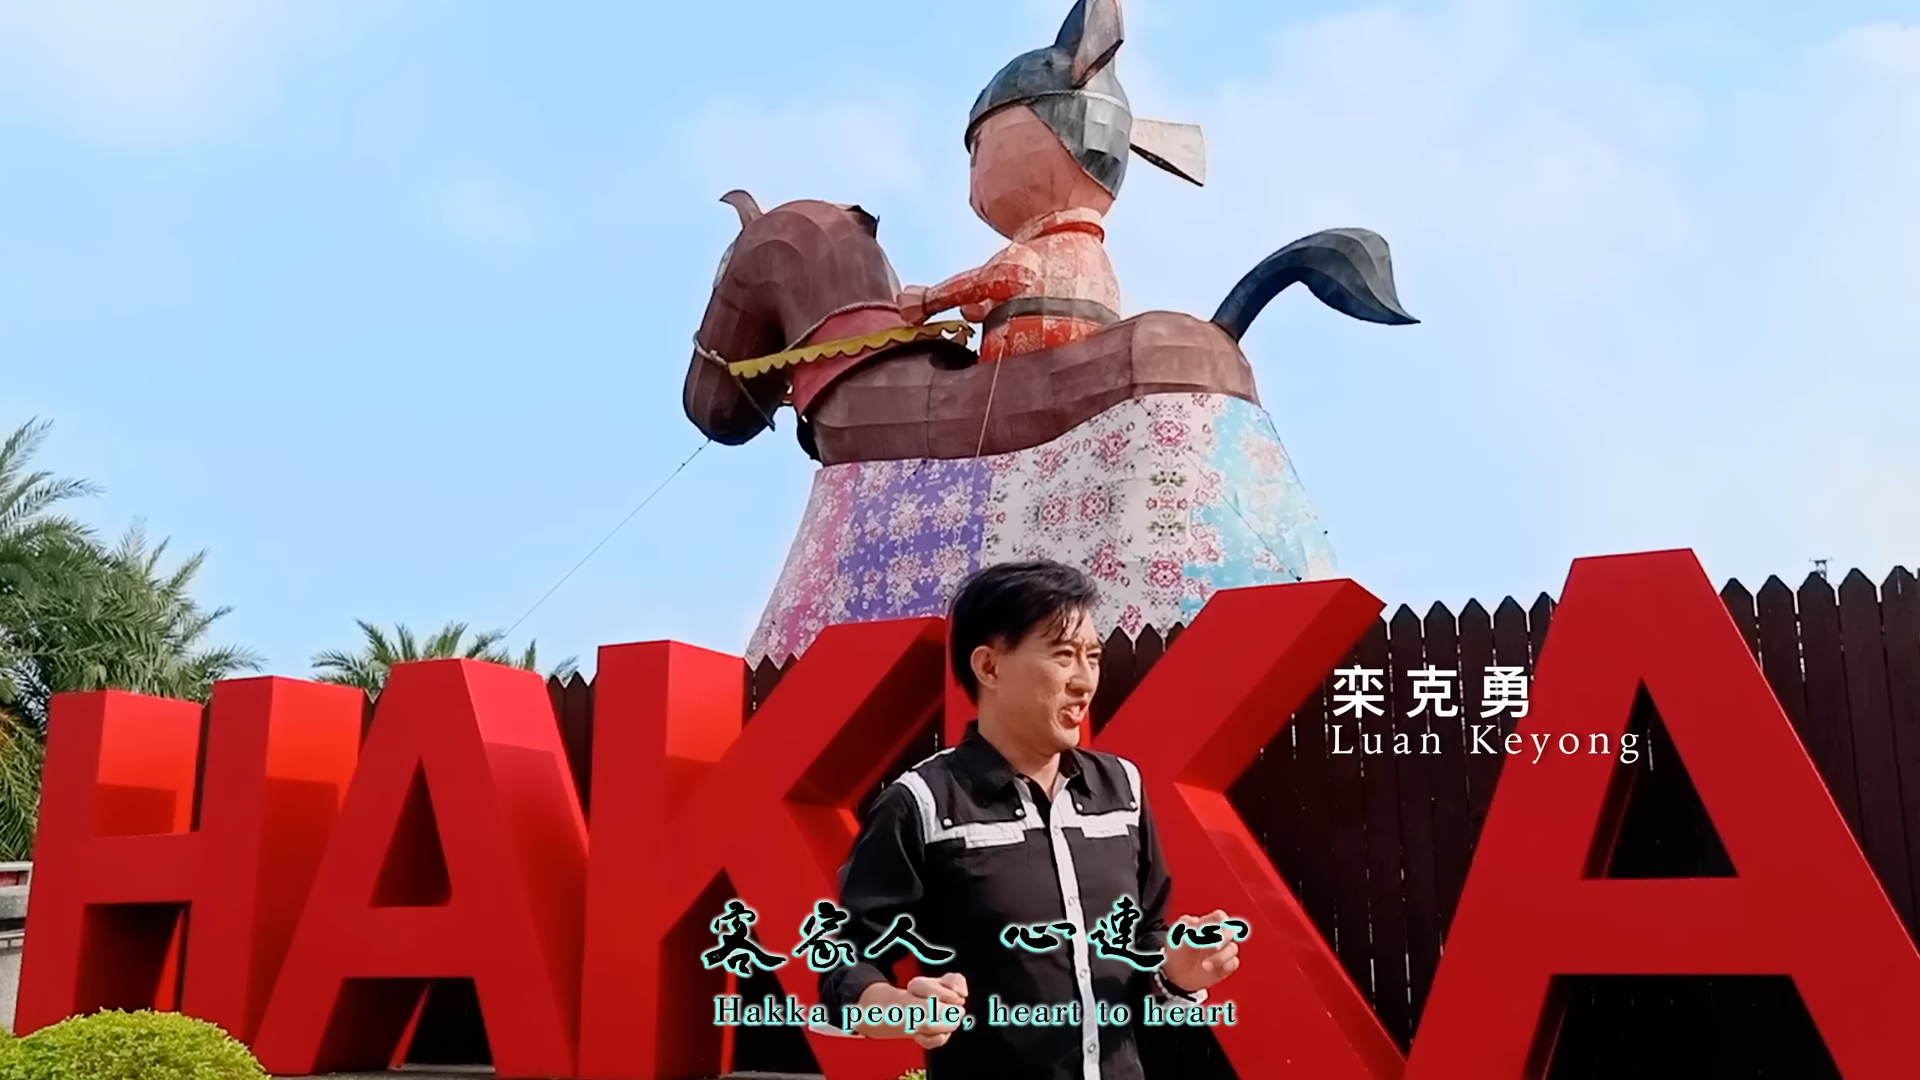 HAKKA
栾克勇
Luan Keyong
客家人 心連心
Hakka people, heart to heart